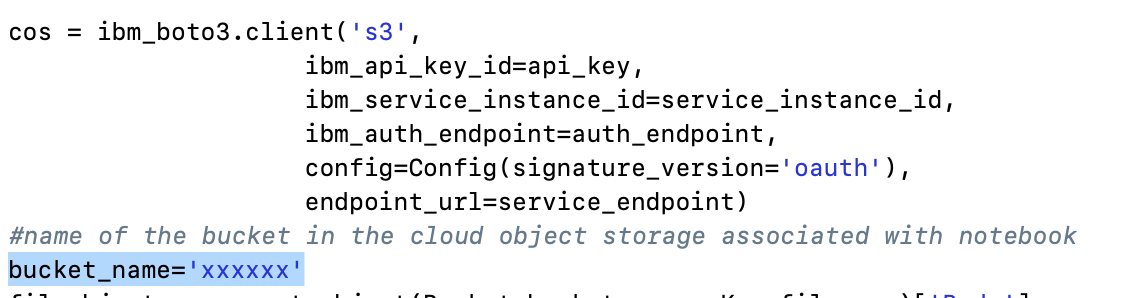 cos = ibm_boto3.client('s3',
ibm_api_key_id=api_key,
ibm_service_instance_id=service_instance_id,
ibm_auth_endpoint=auth_endpoint,
config=Config(signature_version='oauth'),
endpoint_url=service_endpoint)
#name of the bucket in the cloud object storage associated with notebook
bucket_name='xxxxxx'